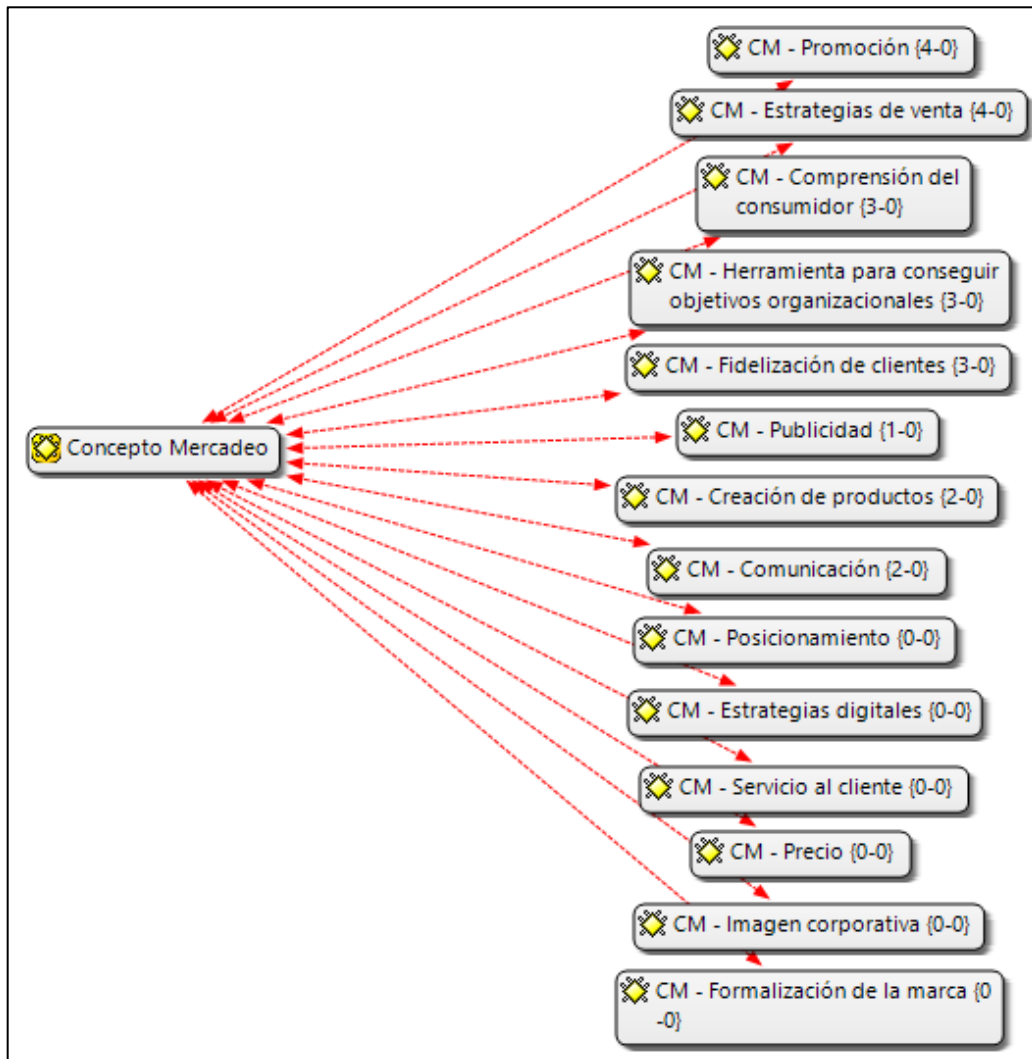 CM - Promoción {4-0}
CM - Estrategias de venta {4-0}
CM - Comprensión del
consumidor {3-0}
CM - Herramienta para conseguir
objetivos organizacionales {3-0}
CM - Fidelización de clientes {3-0}
CM - Publicidad {1-0}
Concepto Mercadeo
CM - Creación de productos {2-0}
CM - Comunicación {2-0}
CM - Posicionamiento {0-0}
CM - Estrategias digitales {0-0}
CM - Servicio al cliente {0-0}
CM - Precio {0-0}
CM - Imagen corporativa {0-0}
CM - Formalización de la marca {0
-0}